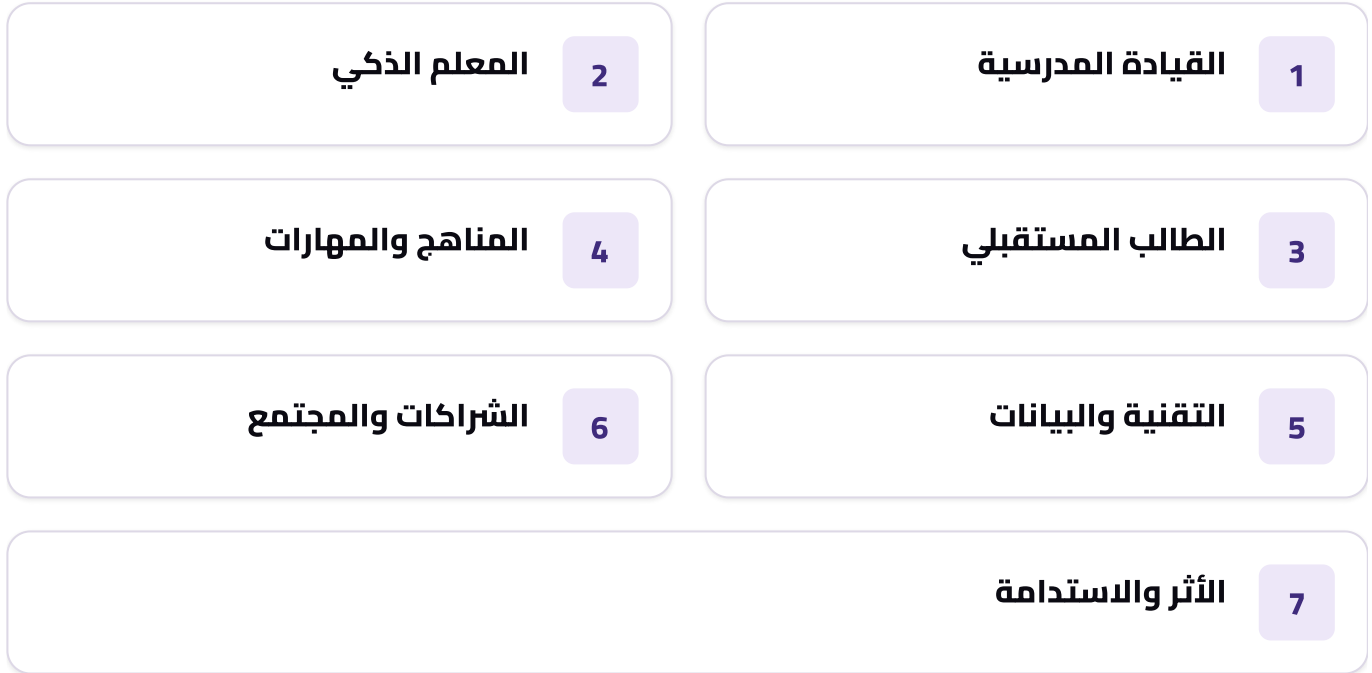 1
القيادة المدرسية
2
المعلم الذكي
3
الطالب المستقبلي
4
المناهج والمهارات
5
التقنية والبيانات
6
الشراكات والمجتمع
7
الأثر والاستدامة